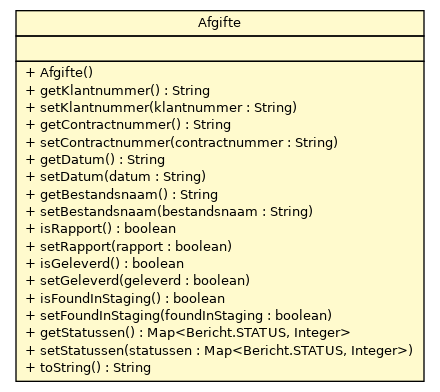 Afgifte
+ Afgifte()
+ getKlantnummer() : String
+ setKlantnummer(klantnummer : String)
+ getContractnummer() : String
+ setContractnummer(contractnummer : String)
+ getDatum() : String
+ setDatum(datum : String)
+ getBestandsnaam() : String
+ setBestandsnaam(bestandsnaam : String)
+ isRapport() : boolean
+ setRapport(rapport : boolean)
+ isGeleverd() : boolean
+ setGeleverd(geleverd : boolean)
+ isFoundInStaging() : boolean
+ setFoundInStaging(foundInStaging : boolean)
+ getStatussen() : Map<Bericht.STATUS, Integer>
+ setStatussen(statussen : Map<Bericht.STATUS, Integer>)
+ toString() : String